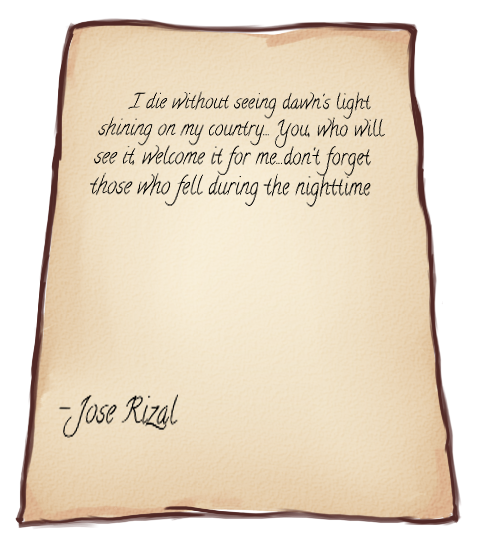 I die without seeing dawn's light
shining on my country... You, who will
see it, welcome it for me...don't forget
those who fell during the nighttime
-Jose Rizal